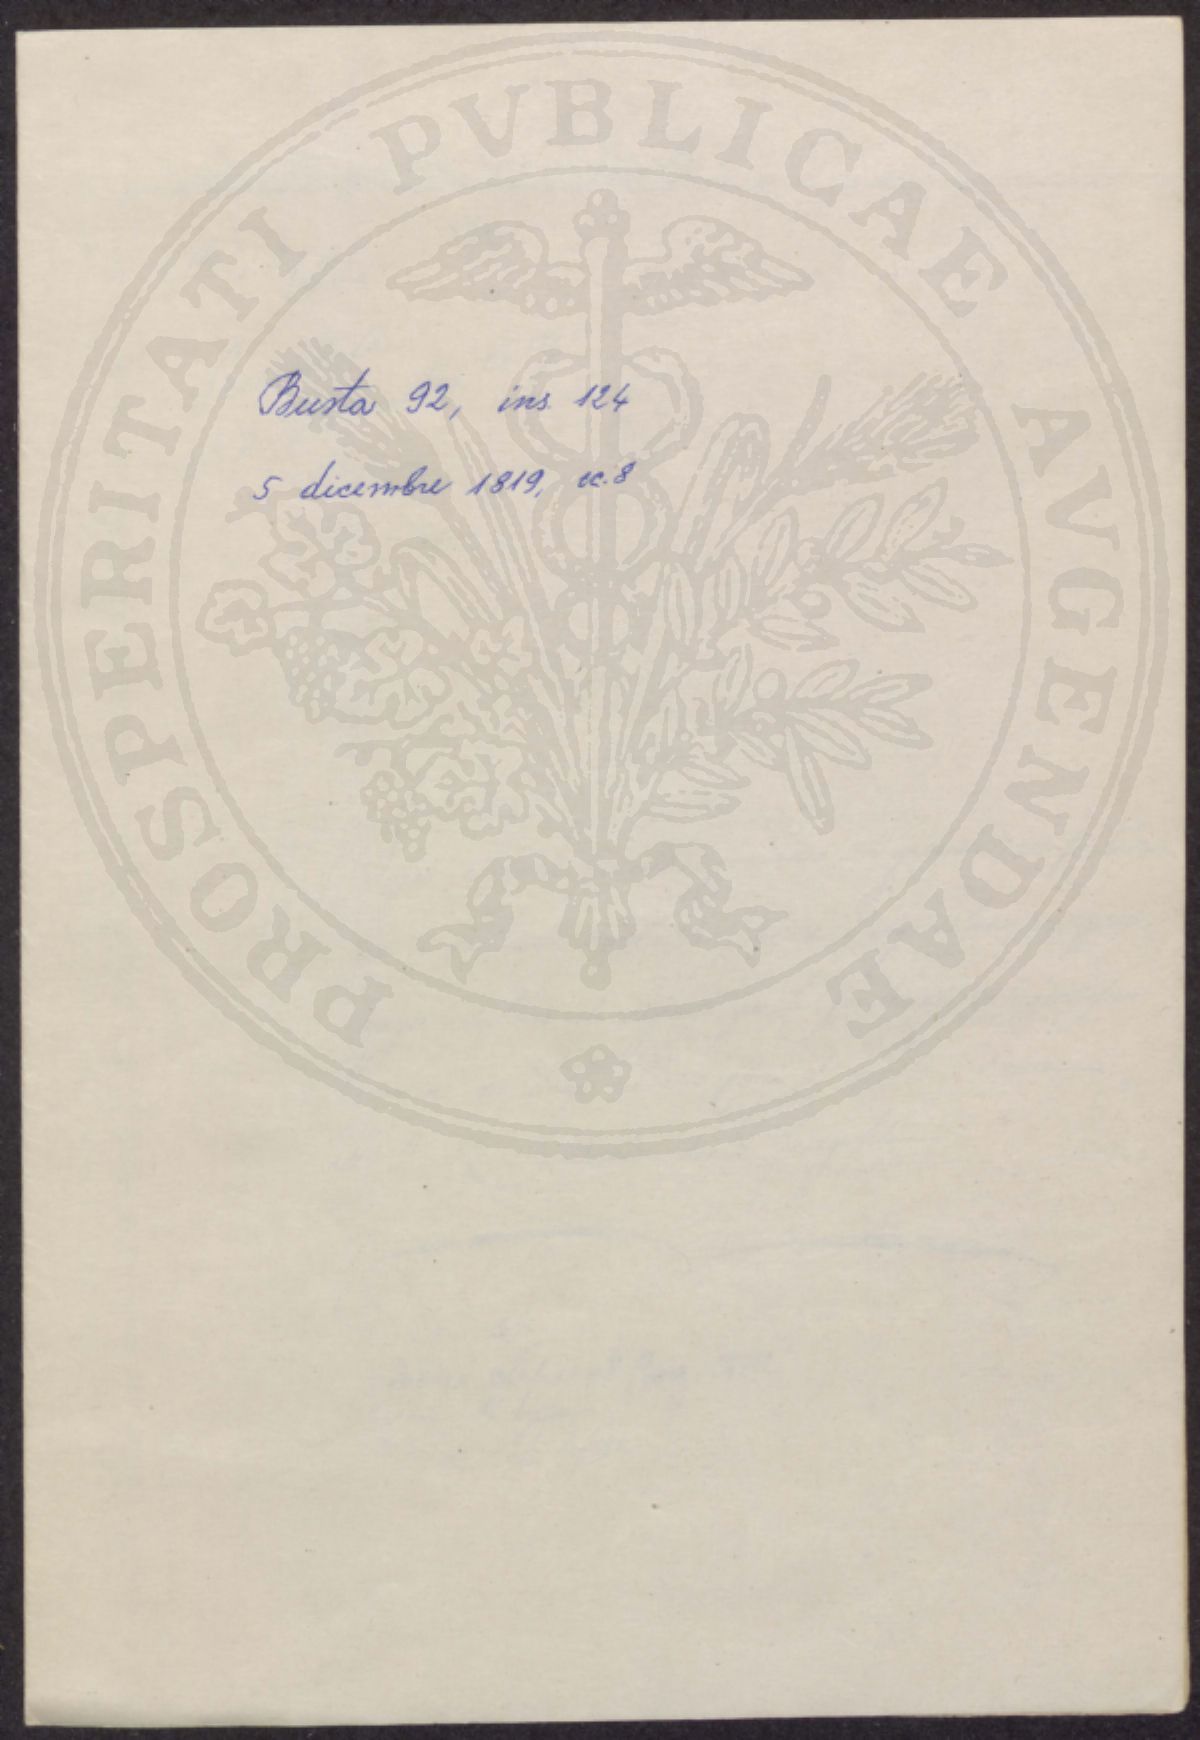 PROSPERITATI PVBLICAE AVGENDAE
Busta 92, ins. 124
5 dicembre 1819, cc. 8